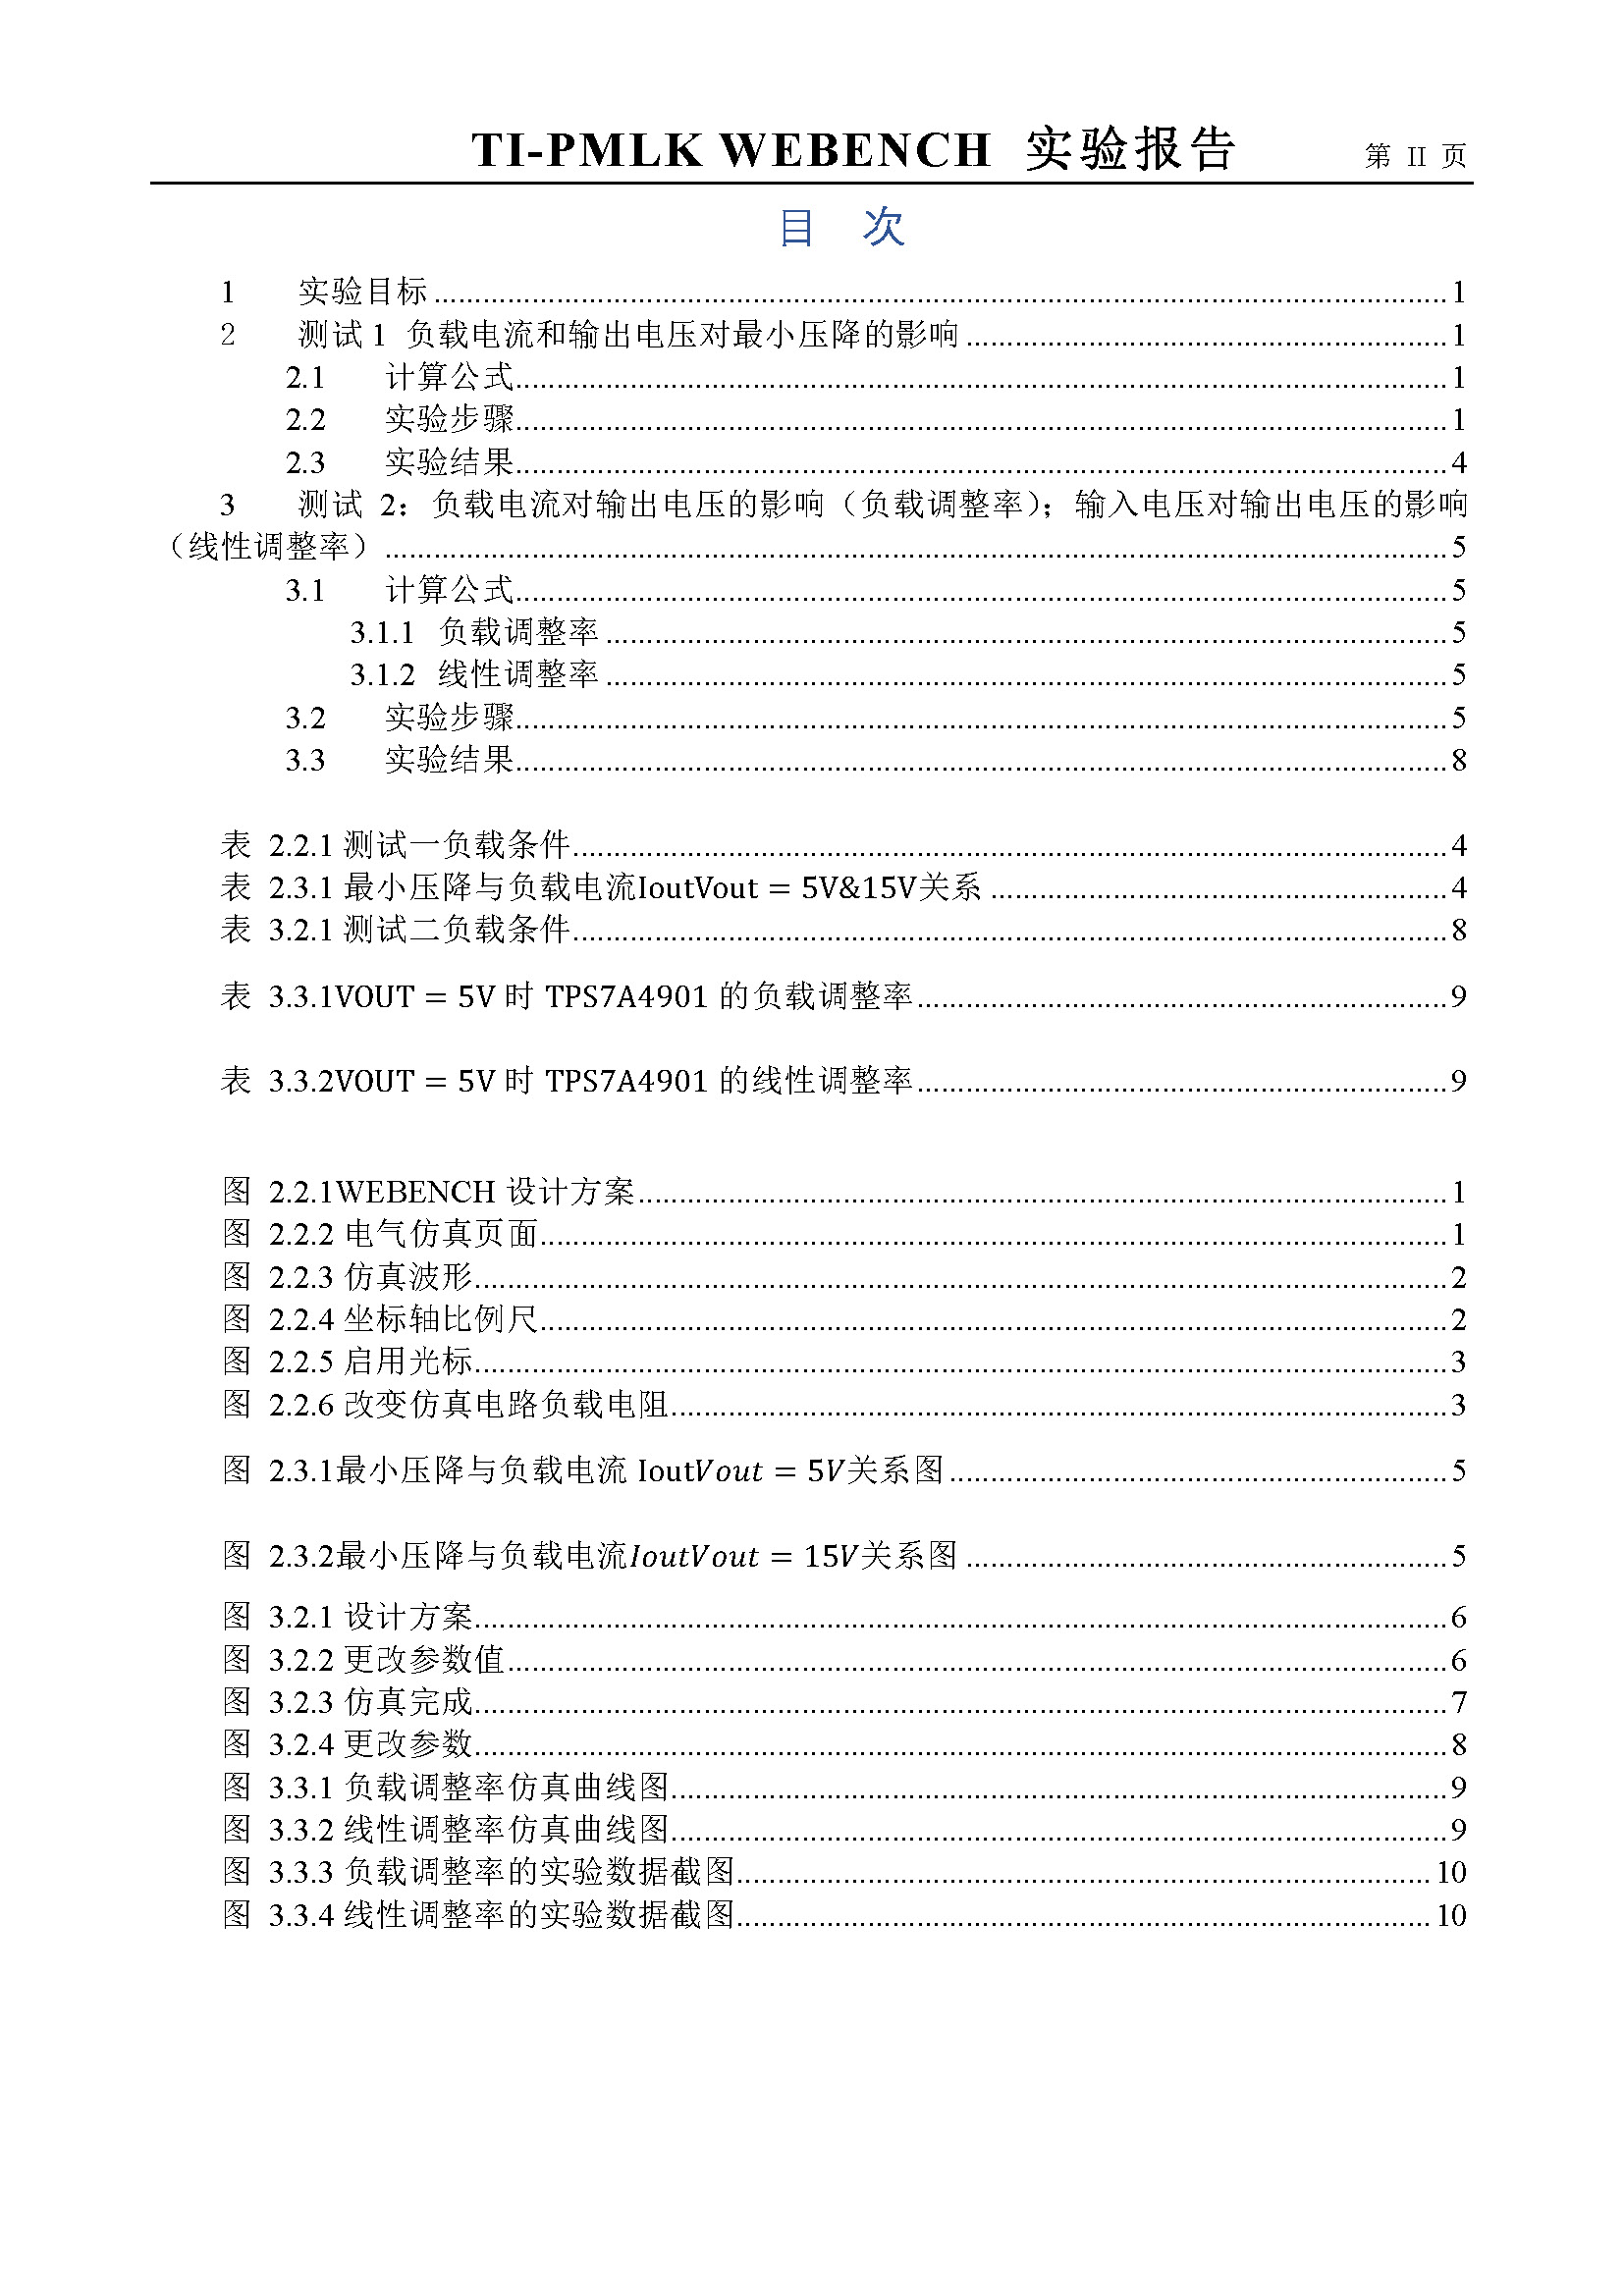 TI-PMLK WEBENCH 实验报告 第 II 页
目 次
1 实验目标 1
2 测试 1 负载电流和输出电压对最小压降的影响 1
2.1 计算公式 1
2.2 实验步骤 1
2.3 实验结果 4
3 测试 2：负载电流对输出电压的影响（负载调整率）；输入电压对输出电压的影响
（线性调整率） 5
3.1 计算公式 5
3.1.1 负载调整率 5
3.1.2 线性调整率 5
3.2 实验步骤 5
3.3 实验结果 8
表 2.2.1 测试一负载条件 4
表 2.3.1 最小压降与负载电流IoutVout = 5V&15V关系 4
表 3.2.1 测试二负载条件 8
表 3.3.1VOUT = 5V 时 TPS7A4901 的负载调整率 9
表 3.3.2VOUT = 5V 时 TPS7A4901 的线性调整率 9
图 2.2.1WEBENCH 设计方案 1
图 2.2.2 电气仿真页面 1
图 2.2.3 仿真波形 2
图 2.2.4 坐标轴比例尺 2
图 2.2.5 启用光标 3
图 2.2.6 改变仿真电路负载电阻 3
图 2.3.1最小压降与负载电流 IoutVout = 5V关系图 5
图 2.3.2最小压降与负载电流IoutVout = 15V关系图 5
图 3.2.1 设计方案 6
图 3.2.2 更改参数值 6
图 3.2.3 仿真完成 7
图 3.2.4 更改参数 8
图 3.3.1 负载调整率仿真曲线图 9
图 3.3.2 线性调整率仿真曲线图 9
图 3.3.3 负载调整率的实验数据截图 10
图 3.3.4 线性调整率的实验数据截图 10